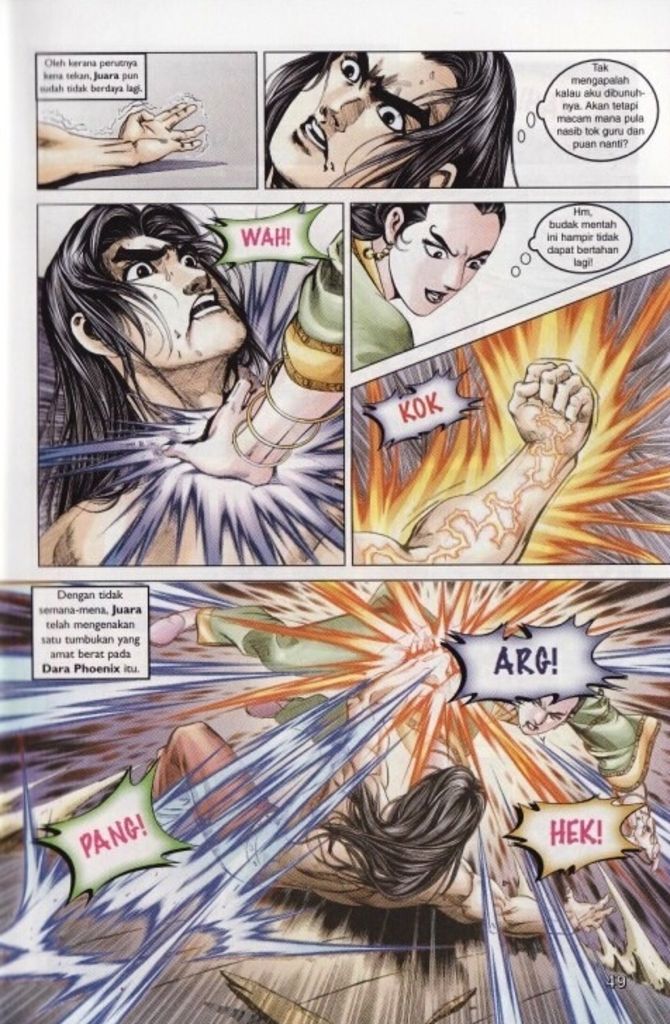 Oleh kerana perutnya
kena tekan, Juara pun
sudah tidak berdaya lagi.
Tak
mengapalah
kalau aku dibunuh-
nya. Akan tetapi
macam mana pula
nasib tok guru dan
puan nanti?
WAH!
Hm,
budak mentah
ini hampir tidak
dapat bertahan
lagi!
KOK
Dengan tidak
semana-mena, Juara
telah mengenakan
satu tumbukan yang
amat berat pada
Dara Phoenix itu.
ARG!
PANG!
HEK!
49